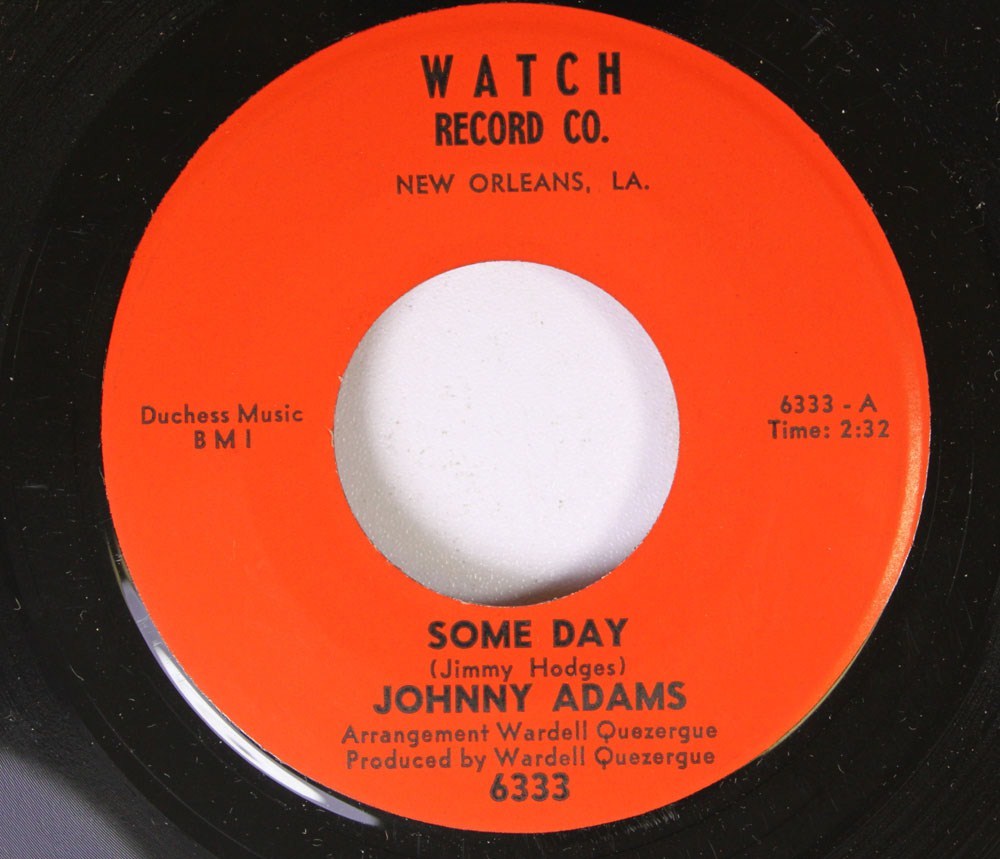 WATCH
RECORD CO.
NEW ORLEANS, LA.
Duchess Music
BMI
6333 - A
Time: 2:32
SOME DAY
(Jimmy Hodges)
JOHNNY ADAMS
Arrangement Wardell Quezergue
Produced by Wardell Quezergue
6333